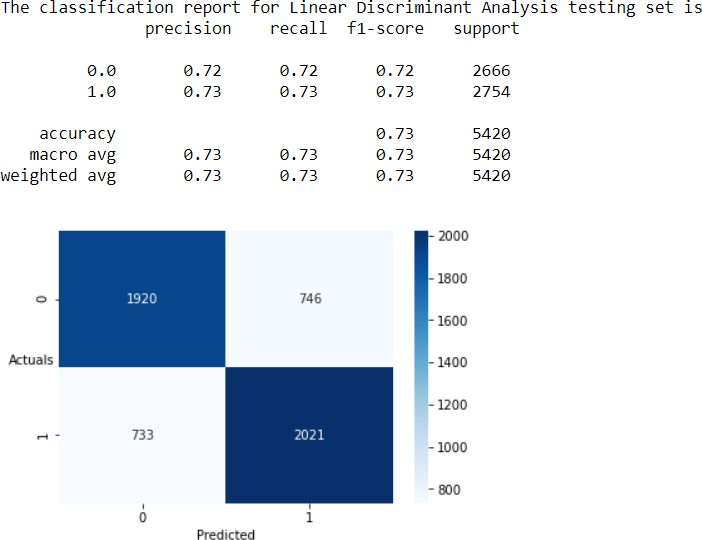 The classification report for Linear Discriminant Analysis testing set is
precision recall f1-score support
0.0 0.72 0.72 0.72 2666
1.0 0.73 0.73 0.73 2754
accuracy 0.73 5420
macro avg 0.73 0.73 0.73 5420
weighted avg 0.73 0.73 0.73 5420
2000
1800
1600
1400
1200
1000
800
0
1920 746
Actuals
1
733 2021
0 1
Predicted